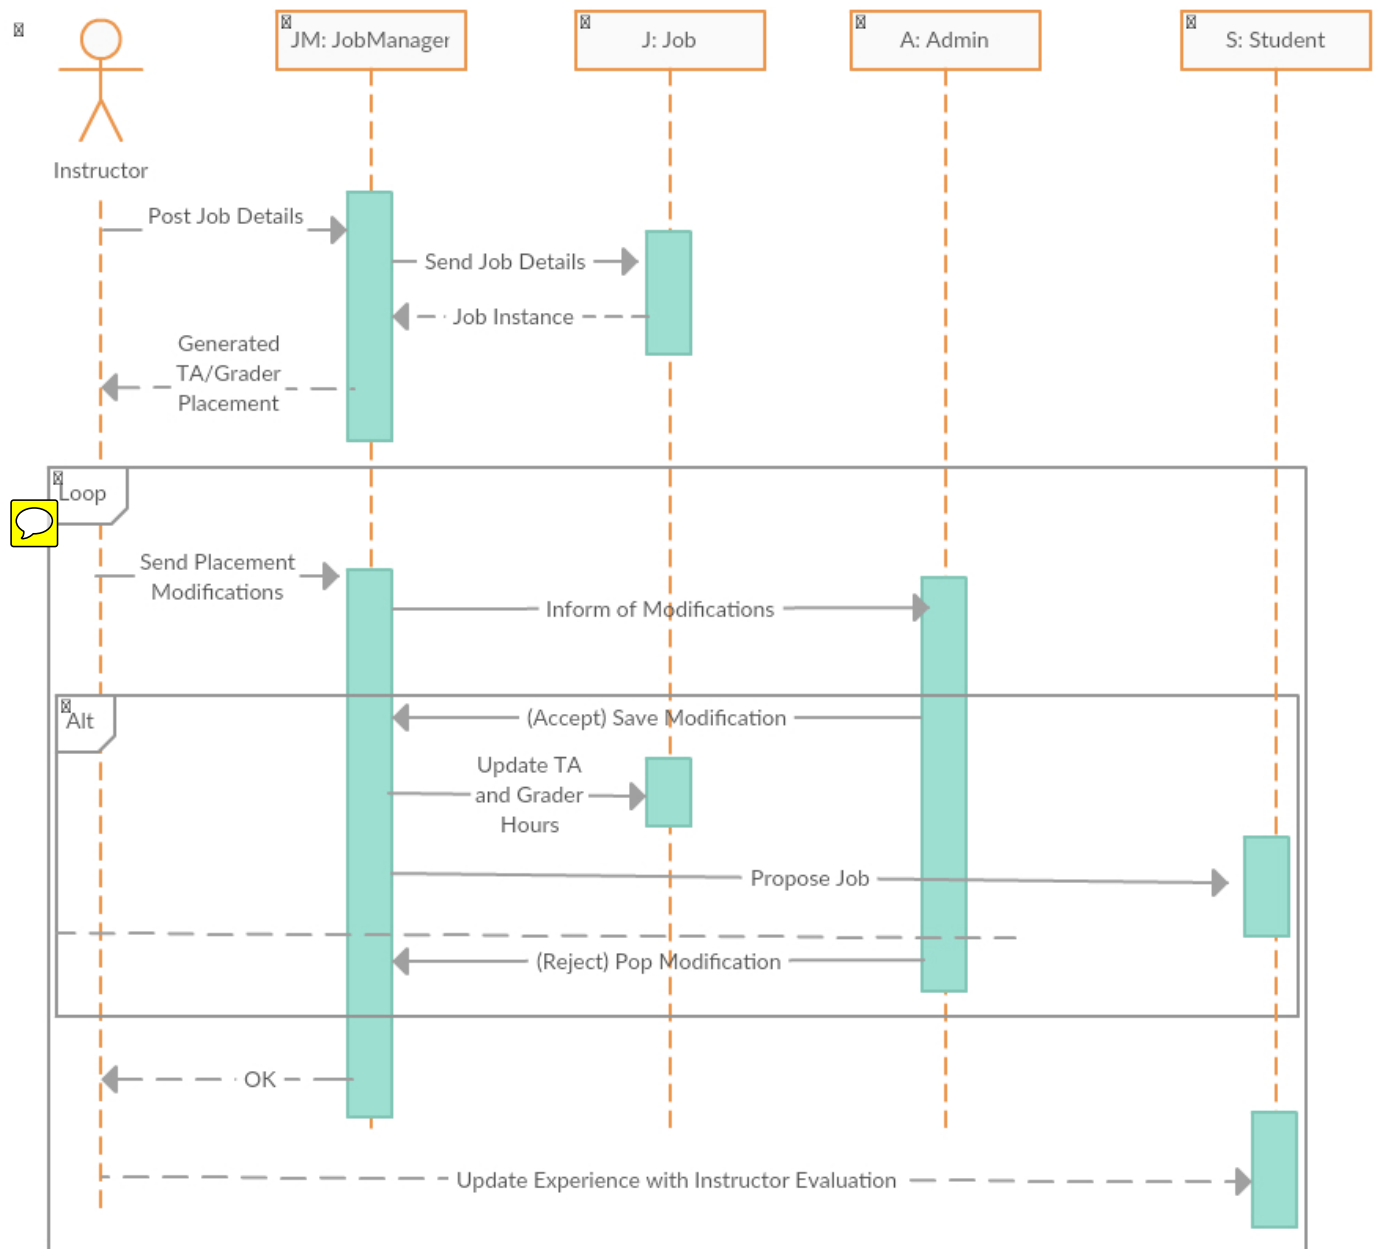 JM: JobManager
J: Job
A: Admin
S: Student
Instructor
Post Job Details
Send Job Details
Job Instance
Generated
TA/Grader
Placement
Loop
Send Placement
Modifications
Inform of Modifications
Alt
(Accept) Save Modification
Update TA
and Grader
Hours
Propose Job
(Reject) Pop Modification
OK
Update Experience with Instructor Evaluation